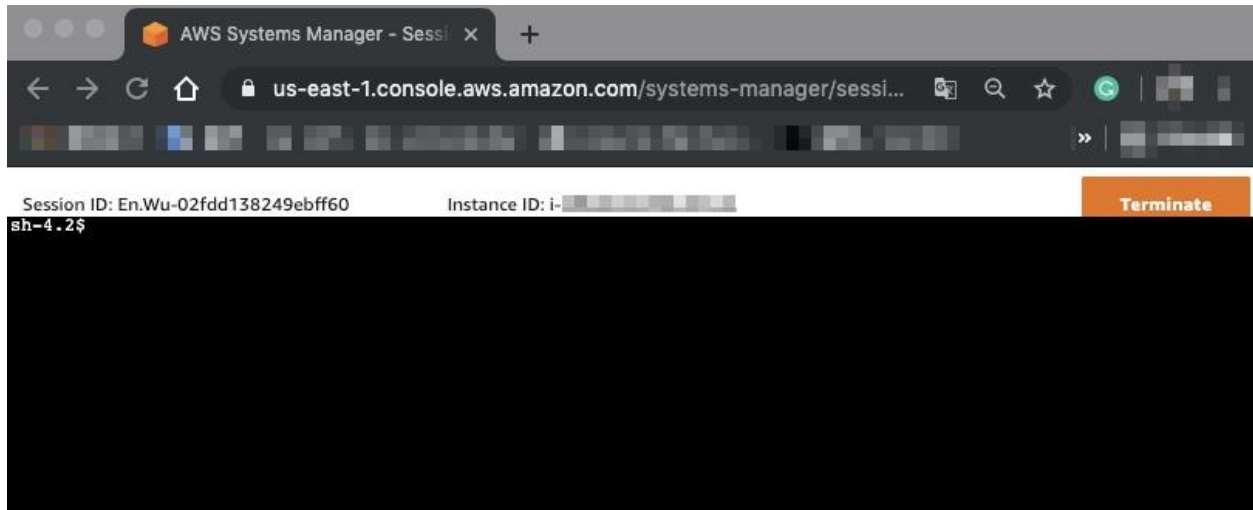 AWS Systems Manager - Sessi
us-east-1.console.aws.amazon.com/systems-manager/sessi...
»
Session ID: En.Wu-02fdd138249ebff60
Instance ID: i-
Terminate
sh-4.2$